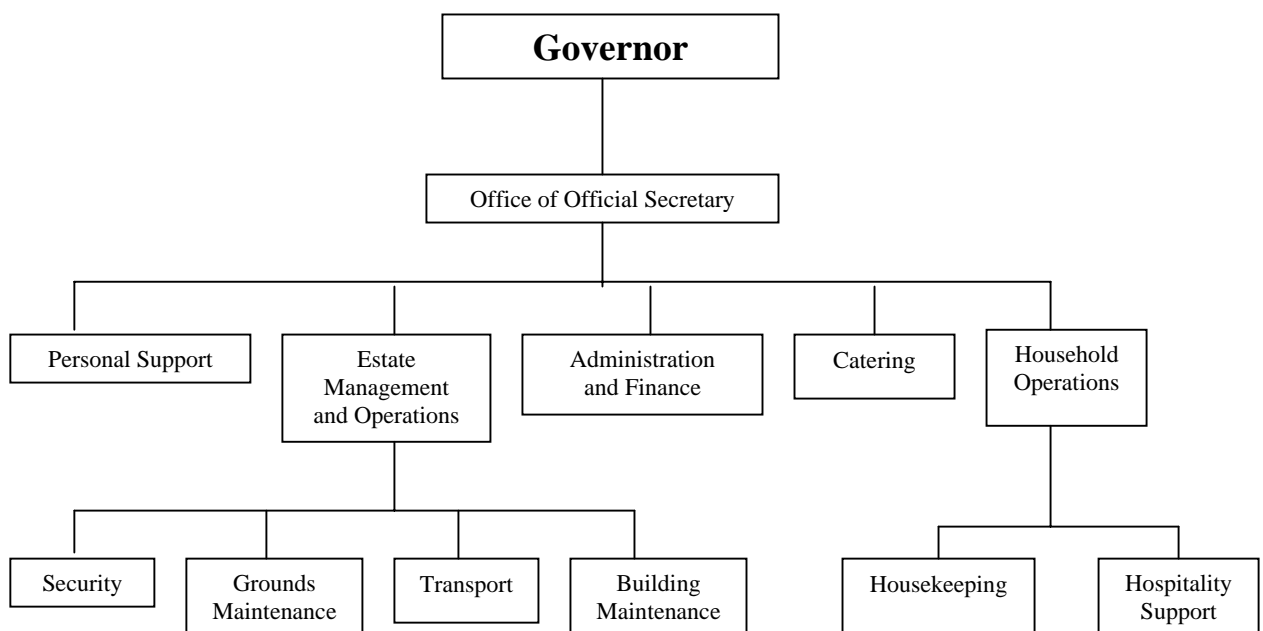 Governor
Office of Official Secretary
Personal Support
Estate
Management
and Operations
Administration
and Finance
Catering
Household
Operations
Security
Grounds
Maintenance
Transport
Building
Maintenance
Housekeeping
Hospitality
Support